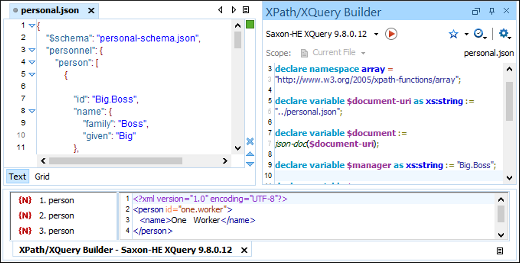 personal.json
1 {
2 "$schema": "personal-schema.json",
3 "personnel": {
4 "person": [
5 {
6
7 "id": "Big.Boss",
8 "name": {
9 "family": "Boss",
10 "given": "Big"
11 },
Text Grid
XPath/XQuery Builder
Saxon-HE XQuery 9.8.0.12
Scope: Current File personal.json
3 declare namespace array =
"http://www.w3.org/2005/xpath-functions/array";
4
5 declare variable $document-uri as xs:string :=
"../personal.json";
6
7 declare variable $document :=
json-doc($document-uri);
8
9 declare variable $manager as xs:string := "Big.Boss";
{N} 1. person
{N} 2. person
{N} 3. person
1 <?xml version="1.0" encoding="UTF-8"?>
2 <person id="one.worker">
3 <name>One Worker</name>
4 </person>
XPath/XQuery Builder - Saxon-HE XQuery 9.8.0.12